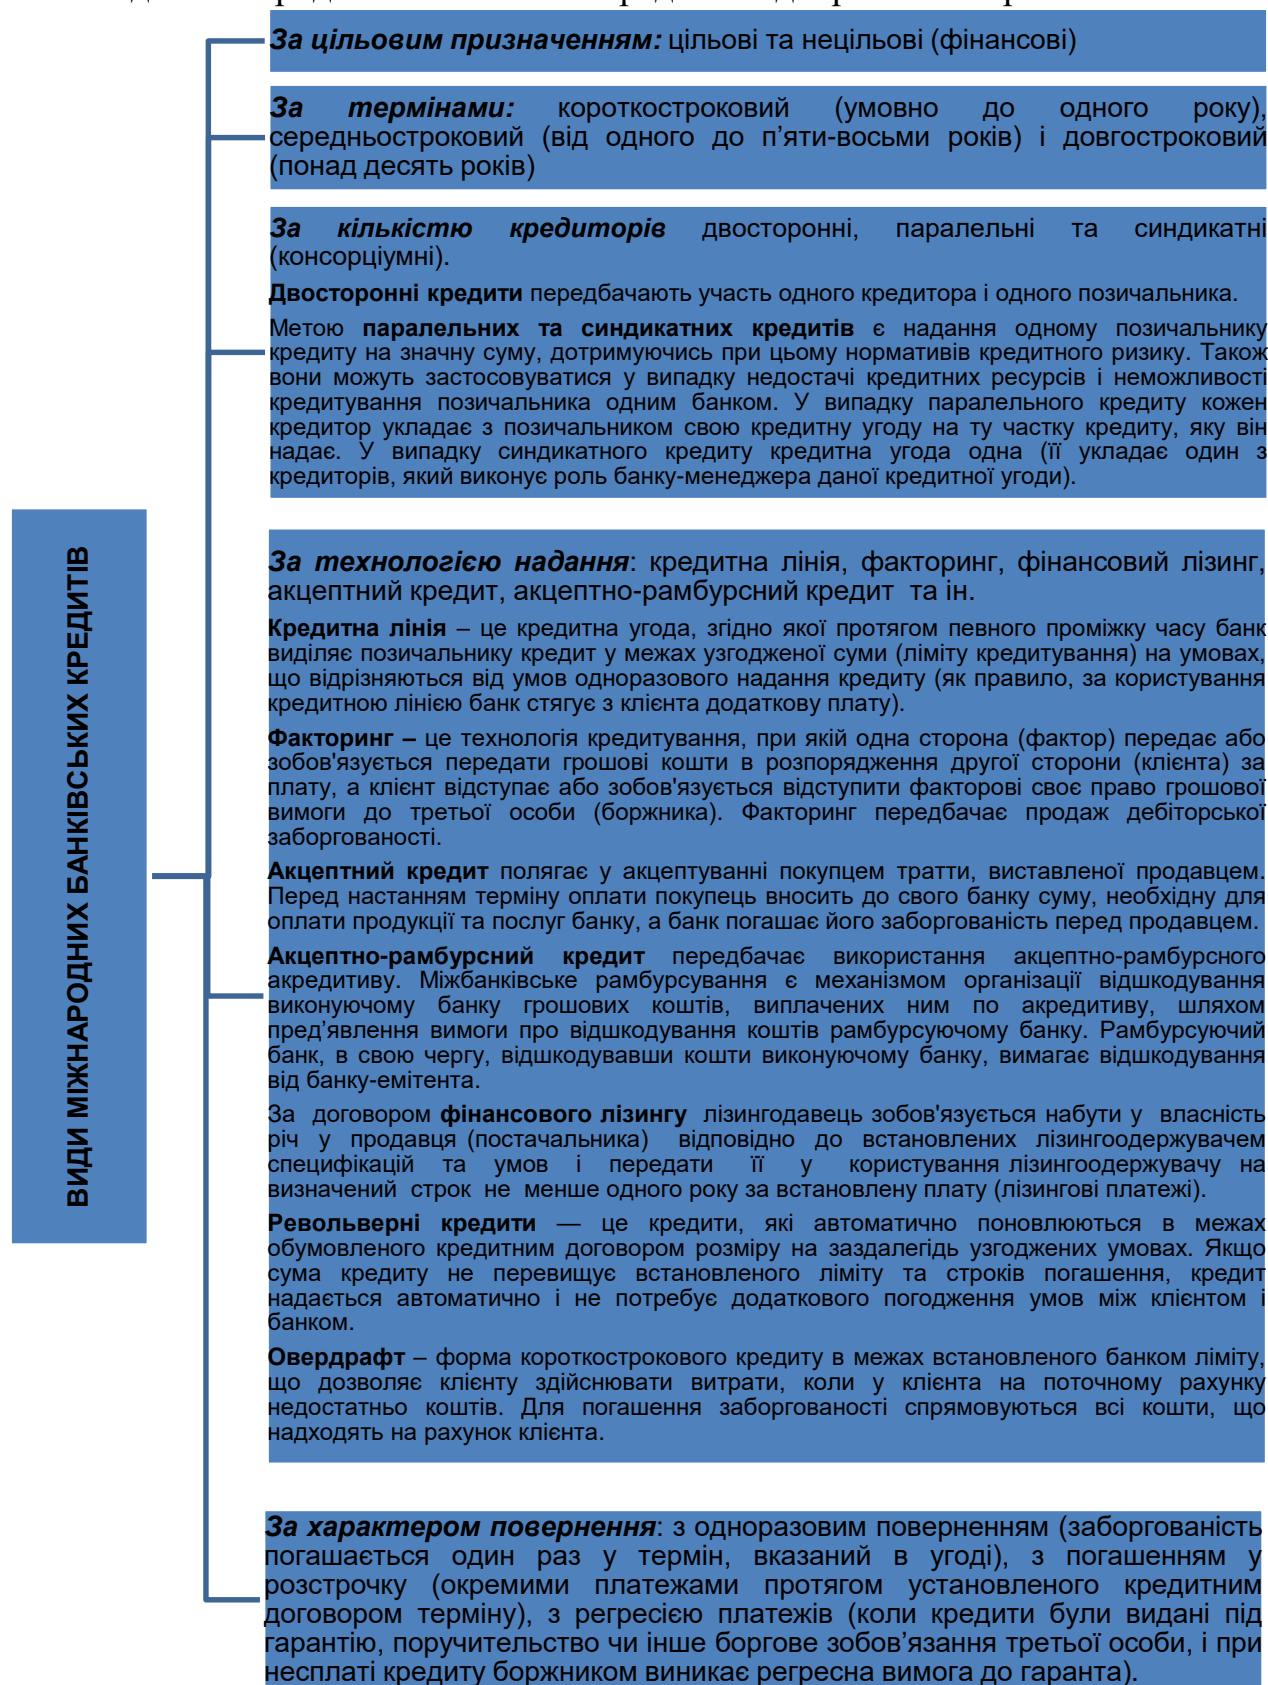 За цільовим призначенням: цільові та нецільові (фінансові)
За термінами: короткостроковий (умовно до одного року),
середньостроковий (від одного до п’яти-восьми років) і довгостроковий
(понад десять років)
За кількістю кредиторів двосторонні, паралельні та синдикатні
(консорціумні).
Двосторонні кредити передбачають участь одного кредитора і одного позичальника.
Метою паралельних та синдикатних кредитів є надання одному позичальнику
кредиту на значну суму, дотримуючись при цьому нормативів кредитного ризику. Також
вони можуть застосовуватися у випадку недостачі кредитних ресурсів і неможливості
кредитування позичальника одним банком. У випадку паралельного кредиту кожен
кредитор укладає з позичальником свою кредитну угоду на ту частку кредиту, яку він
надає. У випадку синдикатного кредиту кредитна угода одна (її укладає один з
кредиторів, який виконує роль банку-менеджера даної кредитної угоди).
ВИДИ МІЖНАРОДНИХ БАНКІВСЬКИХ КРЕДИТІВ
За технологією надання: кредитна лінія, факторинг, фінансовий лізинг,
акцептний кредит, акцептно-рамбурсний кредит та ін.
Кредитна лінія – це кредитна угода, згідно якої протягом певного проміжку часу банк
виділяє позичальнику кредит у межах узгодженої суми (ліміту кредитування) на умовах,
що відрізняються від умов одноразового надання кредиту (як правило, за користування
кредитною лінією банк стягує з клієнта додаткову плату).
Факторинг – це технологія кредитування, при якій одна сторона (фактор) передає або
зобов'язується передати грошові кошти в розпорядження другої сторони (клієнта) за
плату, а клієнт відступає або зобов'язується відступити факторові своє право грошової
вимоги до третьої особи (боржника). Факторинг передбачає продаж дебіторської
заборгованості.
Акцептний кредит полягає у акцептуванні покупцем тратти, виставленої продавцем.
Перед настанням терміну оплати покупець вносить до свого банку суму, необхідну для
оплати продукції та послуг банку, а банк погашає його заборгованість перед продавцем.
Акцептно-рамбурсний кредит передбачає використання акцептно-рамбурсного
акредитиву. Міжбанківське рамбурсування є механізмом організації відшкодування
виконуючому банку грошових коштів, виплачених ним по акредитиву, шляхом
пред’явлення вимоги про відшкодування коштів рамбурсуючому банку. Рамбурсуючий
банк, в свою чергу, відшкодувавши кошти виконуючому банку, вимагає відшкодування
від банку-емітента.
За договором фінансового лізингу лізингодавець зобов'язується набути у власність
річ у продавця (постачальника) відповідно до встановлених лізингоодержувачем
специфікацій та умов і передати її у користування лізингоодержувачу на
визначений строк не менше одного року за встановлену плату (лізингові платежі).
Револьверні кредити — це кредити, які автоматично поновлюються в межах
обумовленого кредитним договором розміру на заздалегідь узгоджених умовах. Якщо
сума кредиту не перевищує встановленого ліміту та строків погашення, кредит
надається автоматично і не потребує додаткового погодження умов між клієнтом і
банком.
Овердрафт – форма короткострокового кредиту в межах встановленого банком ліміту,
що дозволяє клієнту здійснювати витрати, коли у клієнта на поточному рахунку
недостатньо коштів. Для погашення заборгованості спрямовуються всі кошти, що
надходять на рахунок клієнта.
За характером повернення: з одноразовим поверненням (заборгованість
погашається один раз у термін, вказаний в угоді), з погашенням у
розстрочку (окремими платежами протягом установленого кредитним
договором терміну), з регресією платежів (коли кредити були видані під
гарантію, поручительство чи інше боргове зобов’язання третьої особи, і при
несплаті кредиту боржником виникає регресна вимога до гаранта).